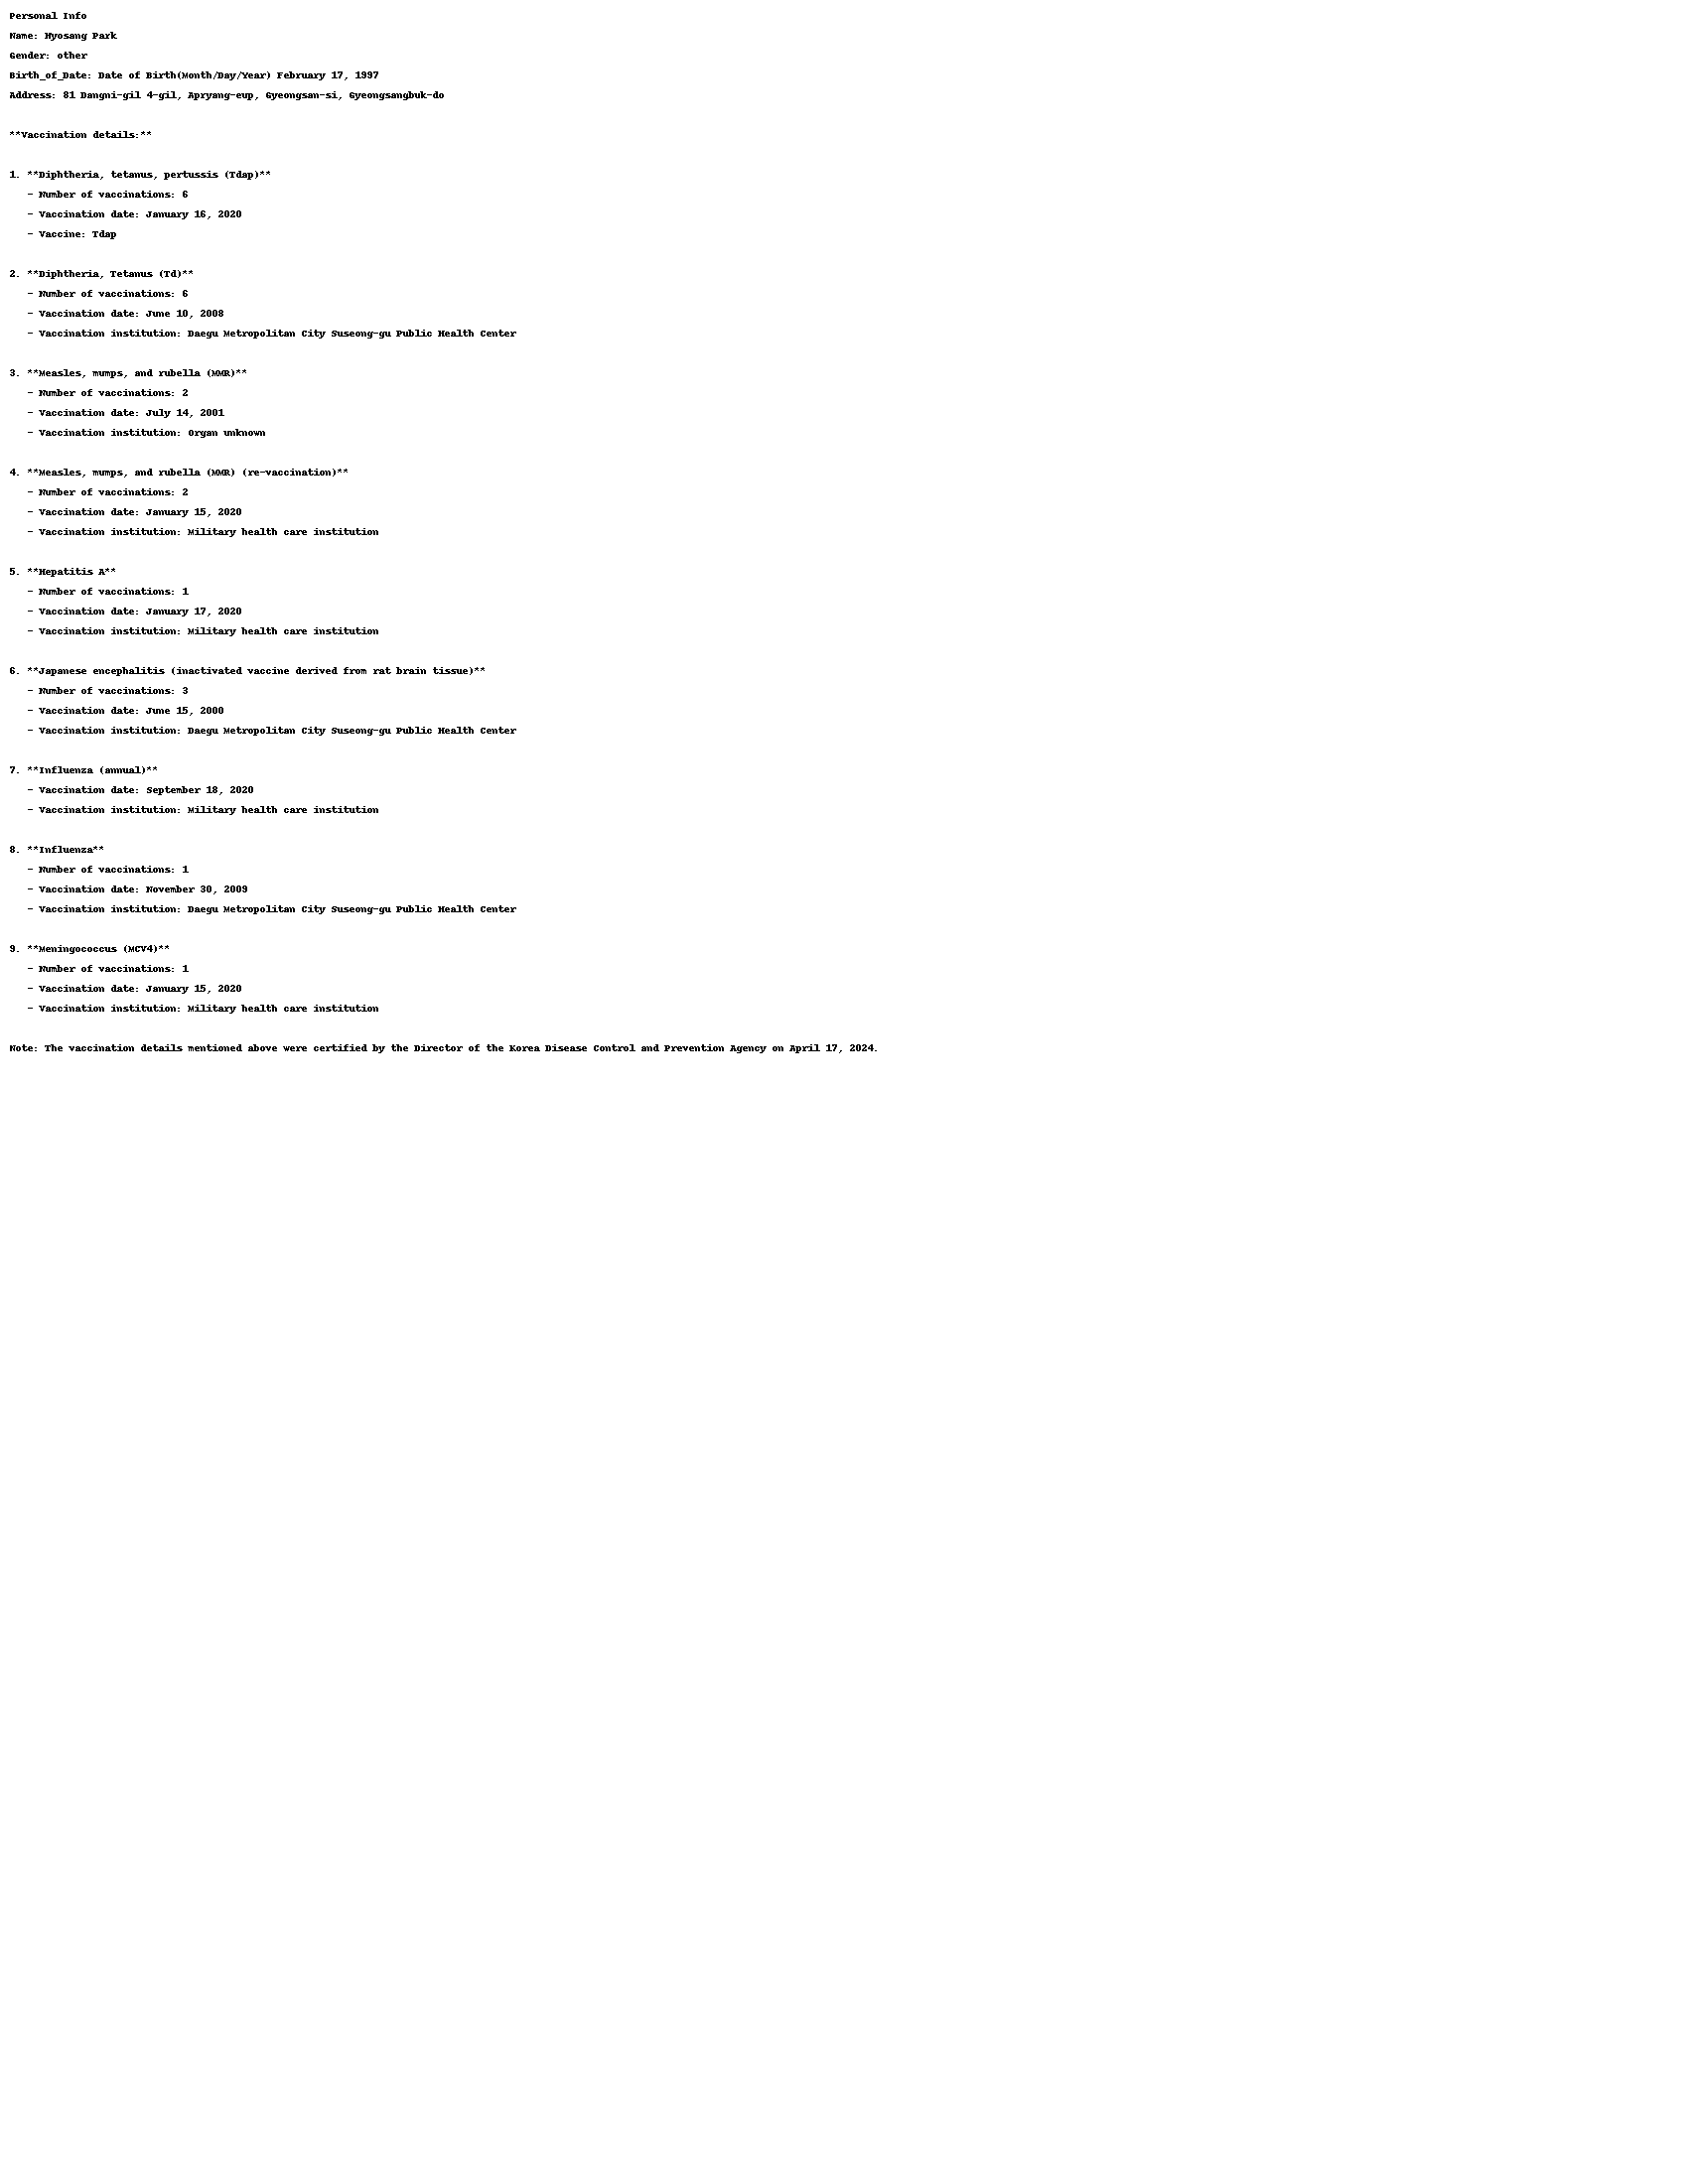 Personal Info
Name: Hyosang Park
Gender: other
Birth_of_Date: Date of Birth(Month/Day/Year) February 17, 1997
Address: 81 Dangni-gil 4-gil, Apryang-eup, Gyeongsan-si, Gyeongsangbuk-do
**Vaccination details:**
1. **Diphtheria, tetanus, pertussis (Tdap)**
- Number of vaccinations: 6
- Vaccination date: January 16, 2020
- Vaccine: Tdap
2. **Diphtheria, Tetanus (Td)**
- Number of vaccinations: 6
- Vaccination date: June 10, 2008
- Vaccination institution: Daegu Metropolitan City Suseong-gu Public Health Center
3. **Measles, mumps, and rubella (MMR)**
- Number of vaccinations: 2
- Vaccination date: July 14, 2001
- Vaccination institution: Organ unknown
4. **Measles, mumps, and rubella (MMR) (re-vaccination)**
- Number of vaccinations: 2
- Vaccination date: January 15, 2020
- Vaccination institution: Military health care institution
5. **Hepatitis A**
- Number of vaccinations: 1
- Vaccination date: January 17, 2020
- Vaccination institution: Military health care institution
6. **Japanese encephalitis (inactivated vaccine derived from rat brain tissue)**
- Number of vaccinations: 3
- Vaccination date: June 15, 2000
- Vaccination institution: Daegu Metropolitan City Suseong-gu Public Health Center
7. **Influenza (annual)**
- Vaccination date: September 18, 2020
- Vaccination institution: Military health care institution
8. **Influenza**
- Number of vaccinations: 1
- Vaccination date: November 30, 2009
- Vaccination institution: Daegu Metropolitan City Suseong-gu Public Health Center
9. **Meningococcus (MCV4)**
- Number of vaccinations: 1
- Vaccination date: January 15, 2020
- Vaccination institution: Military health care institution
Note: The vaccination details mentioned above were certified by the Director of the Korea Disease Control and Prevention Agency on April 17, 2024.